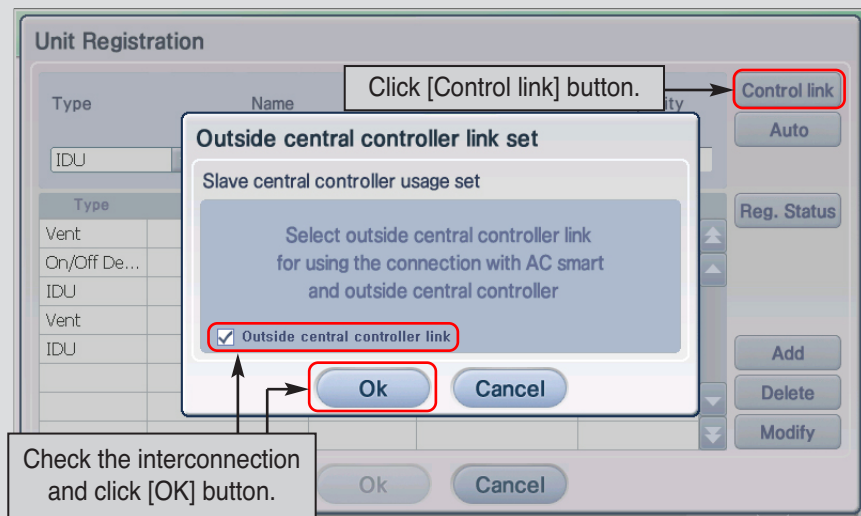 Unit Registration
Click [Control link] button.
Control link
Type
Name
ity
Auto
IDU
Outside central controller link set
Slave central controller usage set
Select outside central controller link
for using the connection with AC smart
and outside central controller
Outside central controller link
Ok
Cancel
Type
Reg. Status
Vent
On/Off De...
IDU
Vent
IDU
Add
Delete
Modify
Check the interconnection
and click [OK] button.
Ok
Cancel